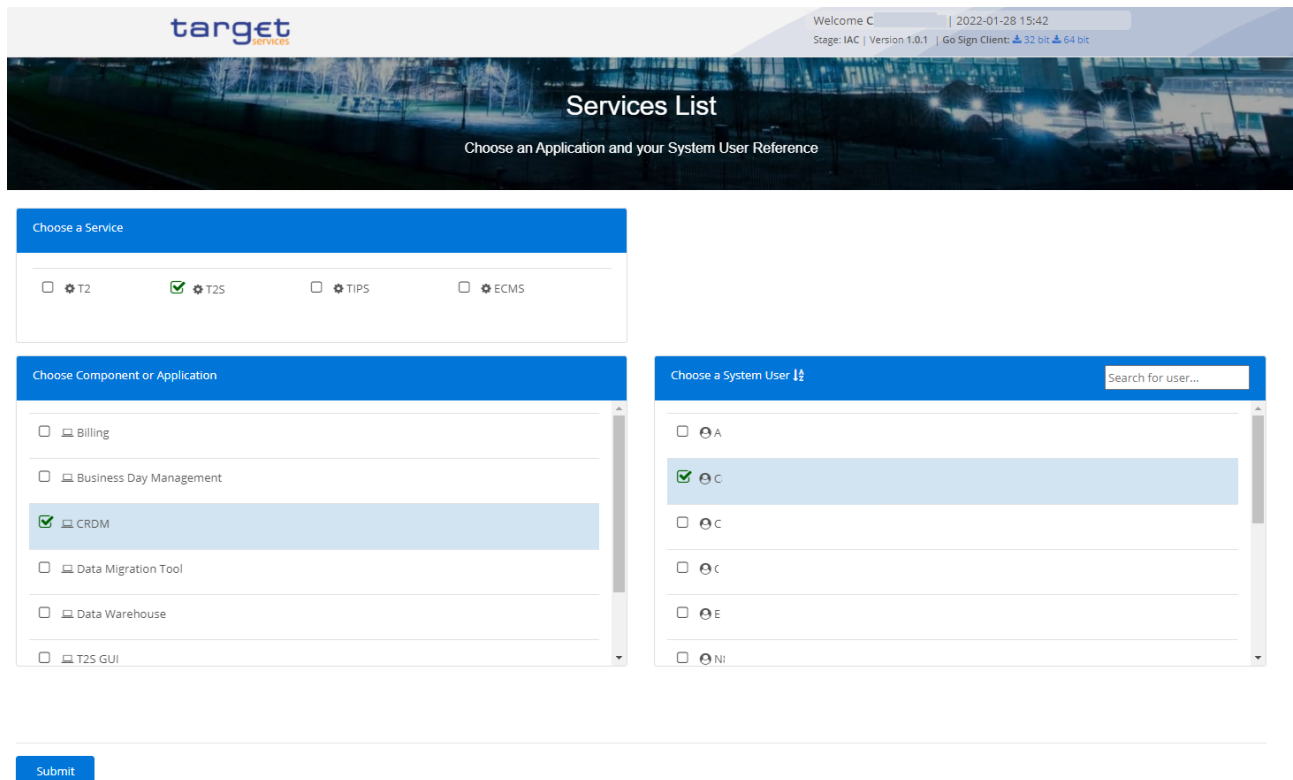 target
services
Welcome C | 2022-01-28 15:42
Stage: IAC | Version 1.0.1 | Go Sign Client: 32 bit 64 bit
Services List
Choose an Application and your System User Reference
Choose a Service
T2 T2S TIPS ECMS
Choose Component or Application
Billing
Business Day Management
CRDM
Data Migration Tool
Data Warehouse
T2S GUI
Choose a System User
Search for user...
A
C
C
E
Submit